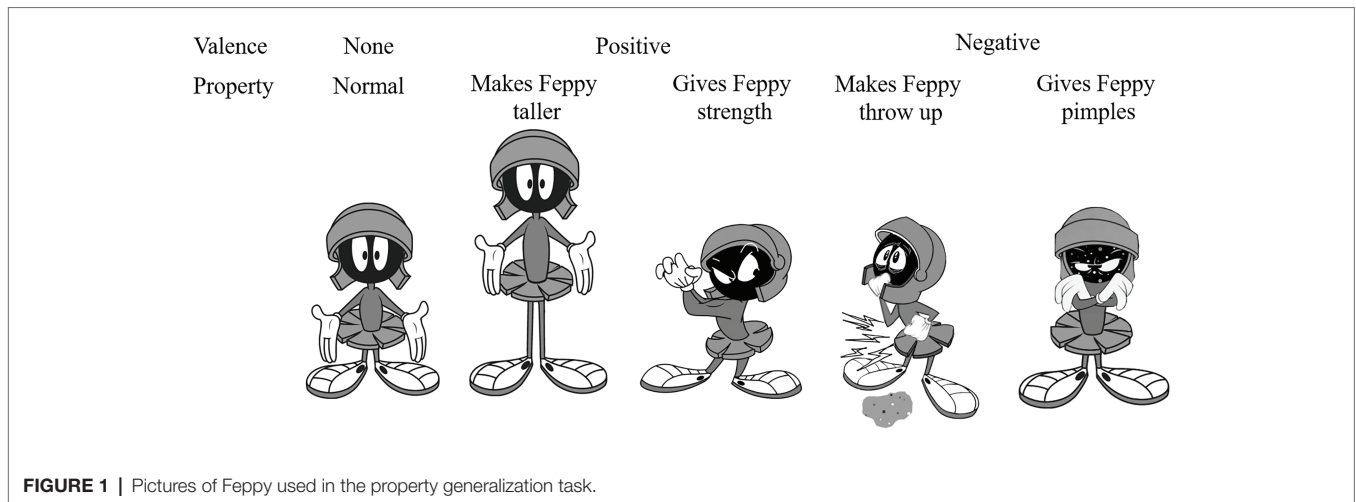 Valence None Positive Negative
Property Normal Makes Feppy taller Gives Feppy strength Makes Feppy throw up Gives Feppy pimples
FIGURE 1 | Pictures of Feppy used in the property generalization task.